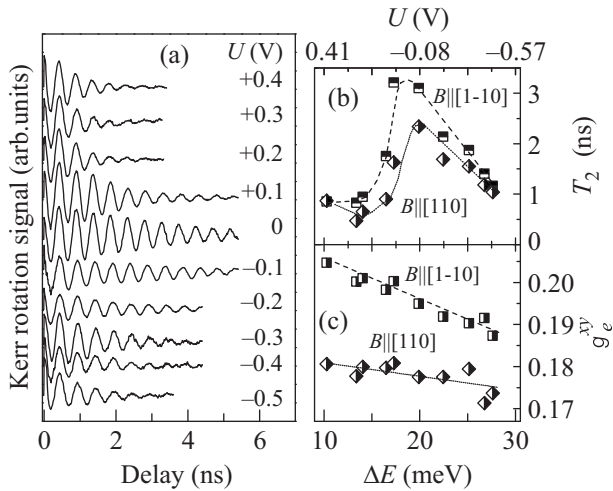 U (V)
0.41 −0.08 −0.57
(a) U (V)
+0.4
+0.3
+0.2
+0.1
0
−0.1
−0.2
−0.3
−0.4
−0.5
Kerr rotation signal (arb.units)
0 2 4 6
Delay (ns)
(b)
B||[1-10]
B||[110]
3
2
1
0
T₂ (ns)
B||[1-10]
(c)
B||[110]
0.20
0.19
0.18
0.17
gₑˣʸ
10 15 20 25 30
ΔE (meV)